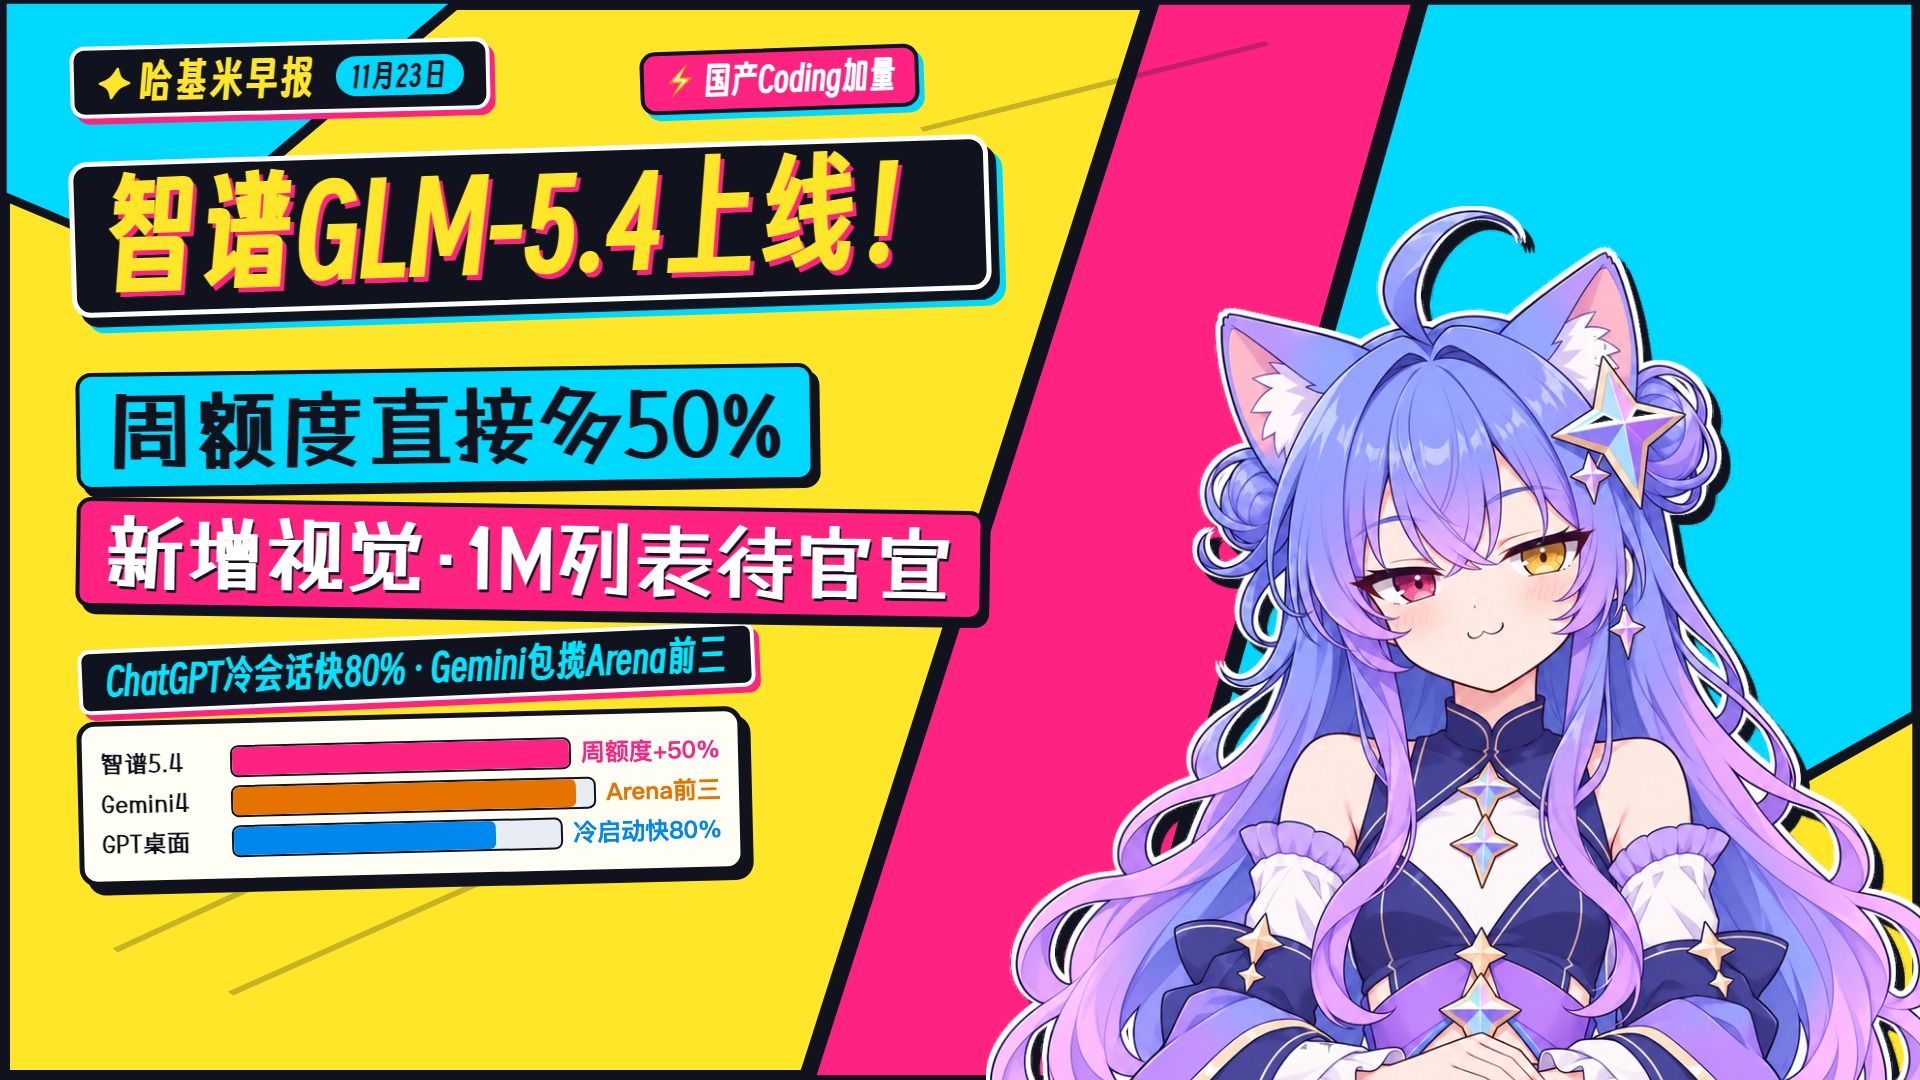 哈基米早报 11月23日
⚡国产Coding加量
智谱GLM-5.4上线!
周额度直接多50%
新增视觉·1M列表待官宣
ChatGPT冷会话快80%·Gemini包揽Arena前三
智谱5.4 周额度+50%
Gemini4 Arena前三
GPT桌面 冷启动快80%